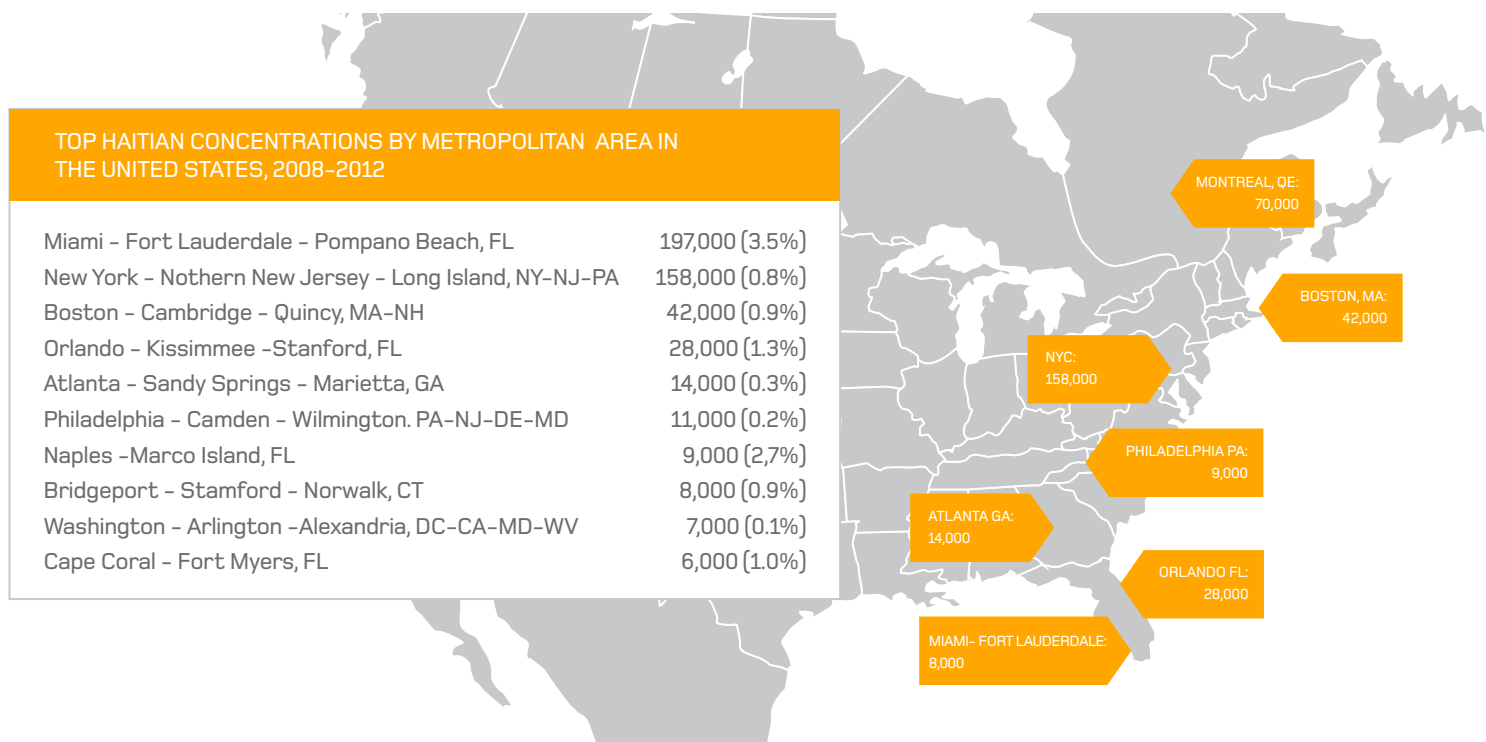 TOP HAITIAN CONCENTRATIONS BY METROPOLITAN AREA IN
THE UNITED STATES, 2008-2012
Miami - Fort Lauderdale - Pompano Beach, FL 197,000 (3.5%)
New York - Nothern New Jersey - Long Island, NY-NJ-PA 158,000 (0.8%)
Boston - Cambridge - Quincy, MA-NH 42,000 (0.9%)
Orlando - Kissimmee -Stanford, FL 28,000 (1.3%)
Atlanta - Sandy Springs - Marietta, GA 14,000 (0.3%)
Philadelphia - Camden - Wilmington. PA-NJ-DE-MD 11,000 (0.2%)
Naples -Marco Island, FL 9,000 (2,7%)
Bridgeport - Stamford - Norwalk, CT 8,000 (0.9%)
Washington - Arlington -Alexandria, DC-CA-MD-WV 7,000 (0.1%)
Cape Coral - Fort Myers, FL 6,000 (1.0%)
MONTREAL, QE:
70,000
BOSTON, MA:
42,000
NYC:
158,000
PHILADELPHIA PA:
9,000
ATLANTA GA:
14,000
ORLANDO FL:
28,000
MIAMI- FORT LAUDERDALE:
8,000